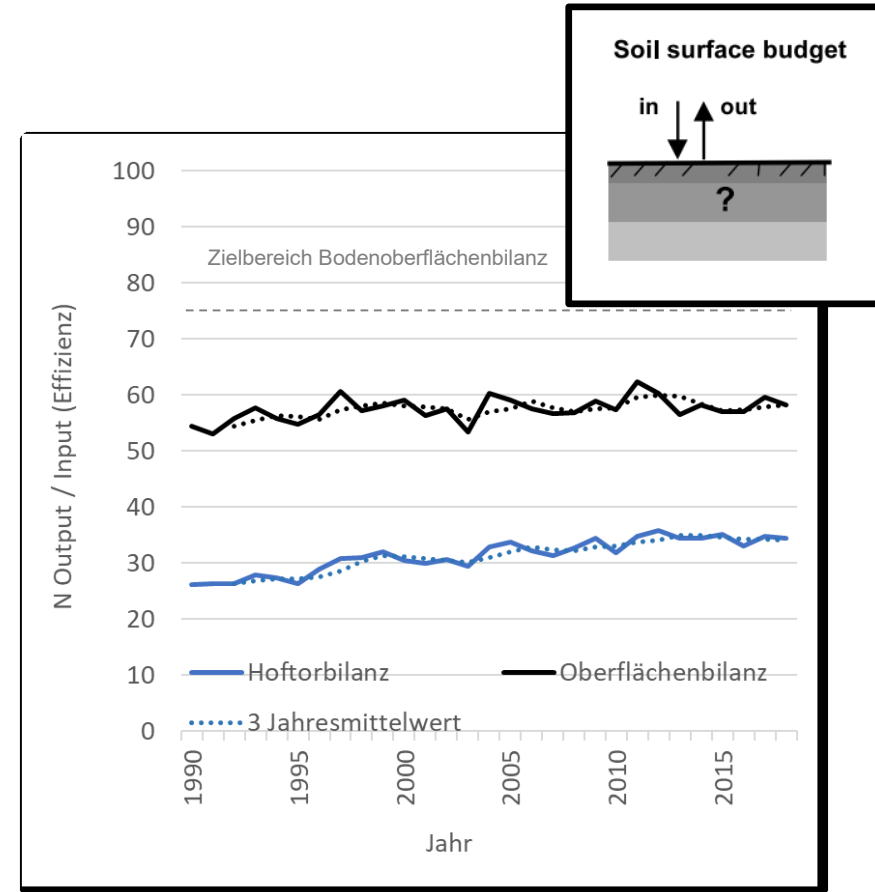 Soil surface budget
in out
?
100
90
Zielbereich Bodenoberflächenbilanz
80
70
60
50
40
30
20
10
0
N Output / Input (Effizienz)
Hoftorbilanz
Oberflächenbilanz
3 Jahresmittelwert
1990
1995
2000
2005
2010
2015
Jahr